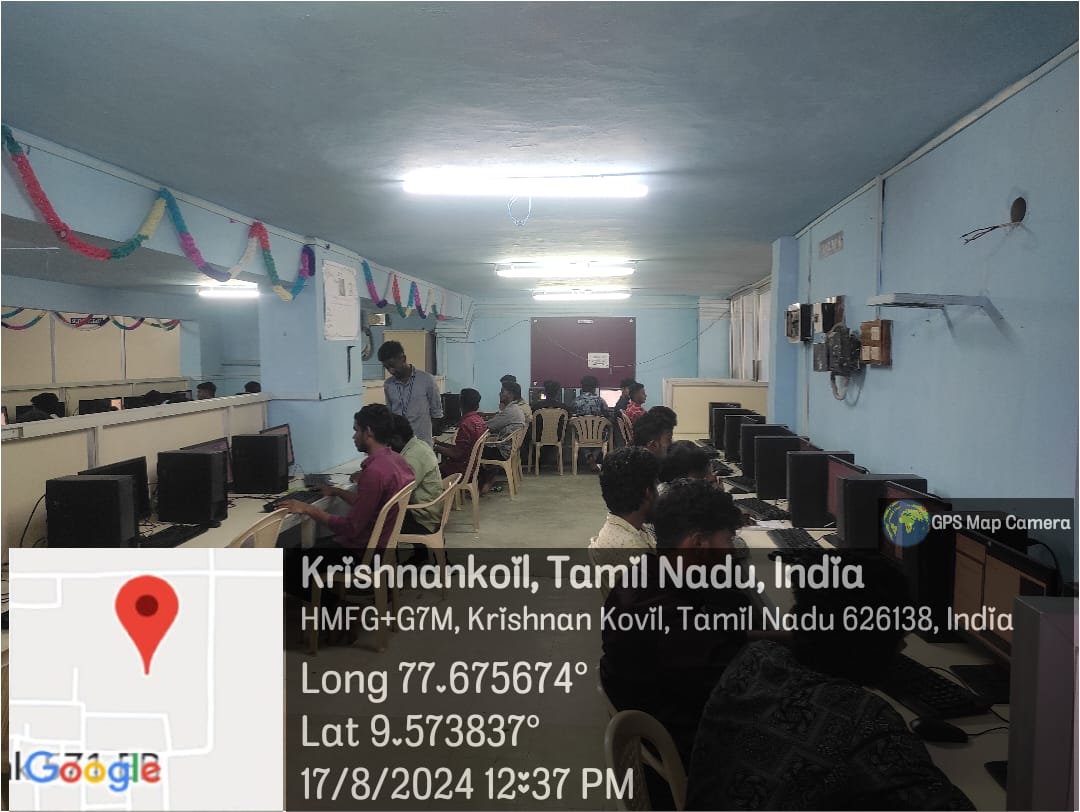 GPS Map Camera
Krishnankoil, Tamil Nadu, India
HMFG+G7M, Krishnan Kovil, Tamil Nadu 626138, India
Long 77.675674°
Lat 9.573837°
17/8/2024 12:37 PM
Google